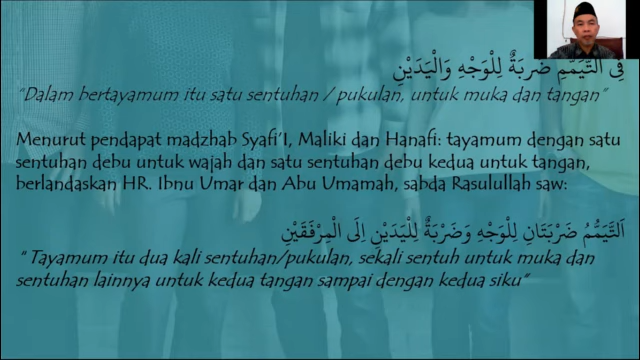 فِي التَّيَمُّمِ ضَرْبَةٌ لِلْوَجْهِ وَالْيَدَيْنِ
"Dalam bertayamum itu satu sentuhan / pukulan, untuk muka dan tangan"
Menurut pendapat madzhab Syafi'I, Maliki dan Hanafi: tayamum dengan satu
sentuhan debu untuk wajah dan satu sentuhan debu kedua untuk tangan,
berlandaskan HR. Ibnu Umar dan Abu Umamah, sabda Rasulullah saw:
اَلتَّيَمُّمُ ضَرْبَتَانِ لِلْوَجْهِ وَضَرْبَةٌ لِلْيَدَيْنِ اِلَى الْمِرْفَقَيْنِ
" Tayamum itu dua kali sentuhan/pukulan, sekali sentuh untuk muka dan
sentuhan lainnya untuk kedua tangan sampai dengan kedua siku"